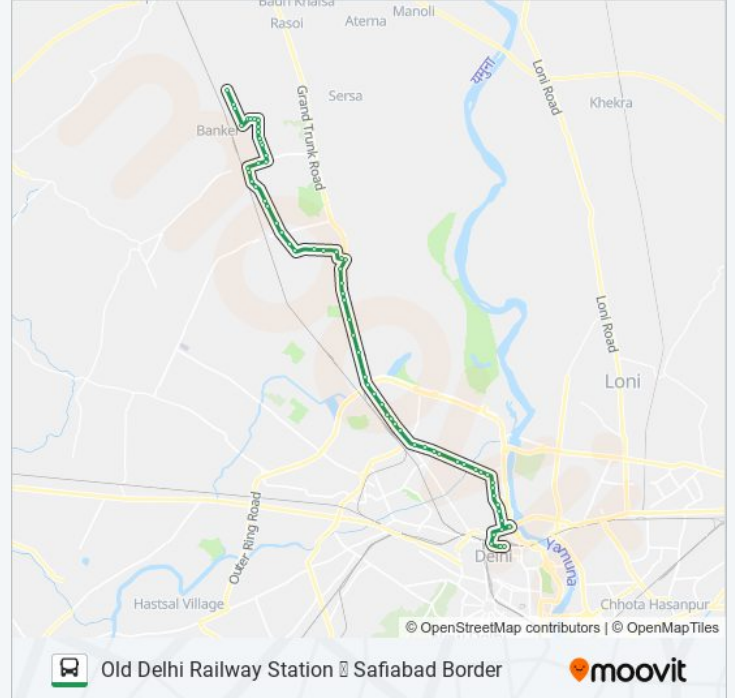 Badh Khalsa
Manoli
Rasoi
Aterna
यमुना
Loni Road
Sersa
Khekra
Grand Trunk Road
Banker
Loni Road
Loni
Outer Ring Road
Delhi
Yamuna
Hastsal Village
Chhota Hasanpur
© OpenStreetMap contributors | © OpenMapTiles
Old Delhi Railway Station Safiabad Border
moovit